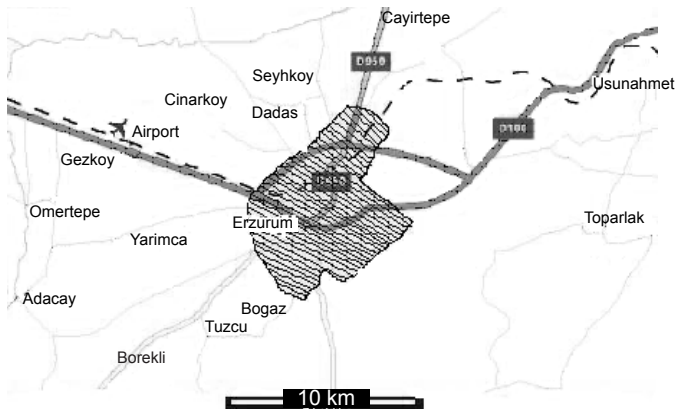 Cayirtepe
D950
Seyhkoy
Usunahmet
Cinarkoy
Dadas
D100
Airport
Gezkoy
Omertepe
Erzurum
Toparlak
Yarimca
Adacay
Bogaz
Tuzcu
Borekli
10 km